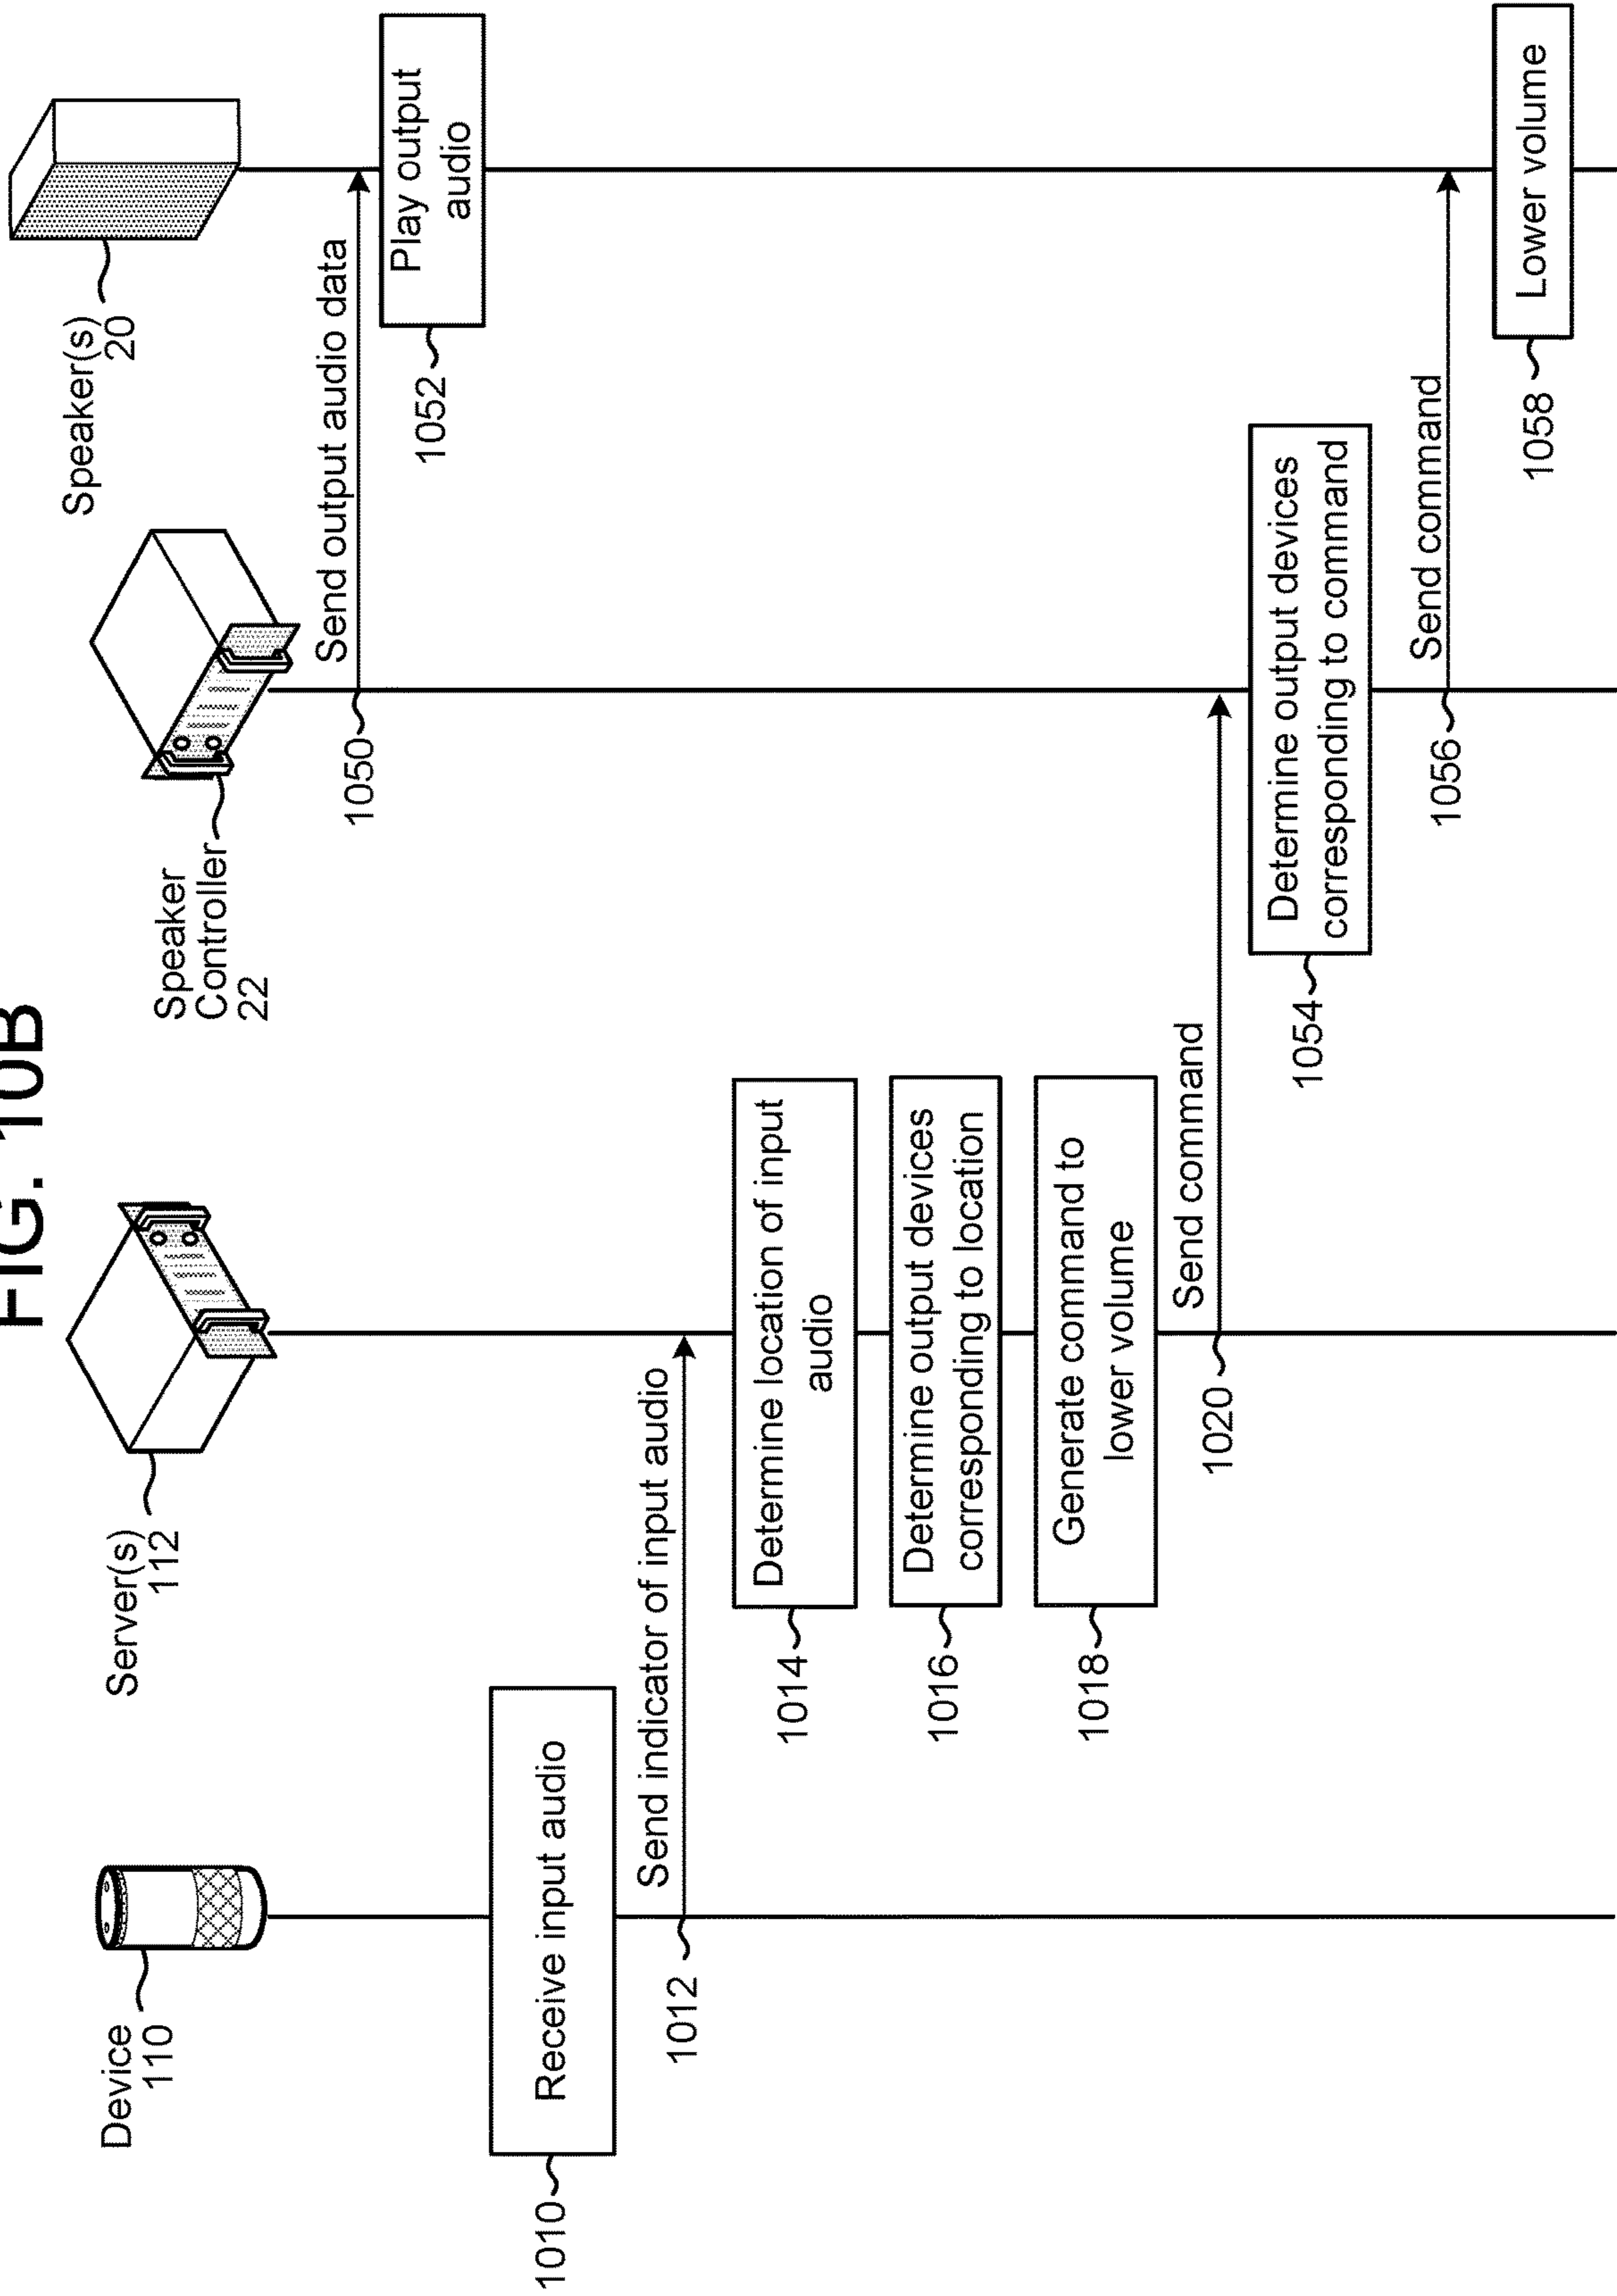 FIG. 10B
Device
110
Server(s)
112
Speaker
Controller
22
Speaker(s)
20
Send output audio data
1050
Play output
audio
1052
Receive input audio
1010
Send indicator of input audio
1012
Determine location of input
audio
1014
Determine output devices
corresponding to location
1016
Generate command to
lower volume
1018
Send command
1020
Determine output devices
corresponding to command
1054
Send command
1056
Lower volume
1058